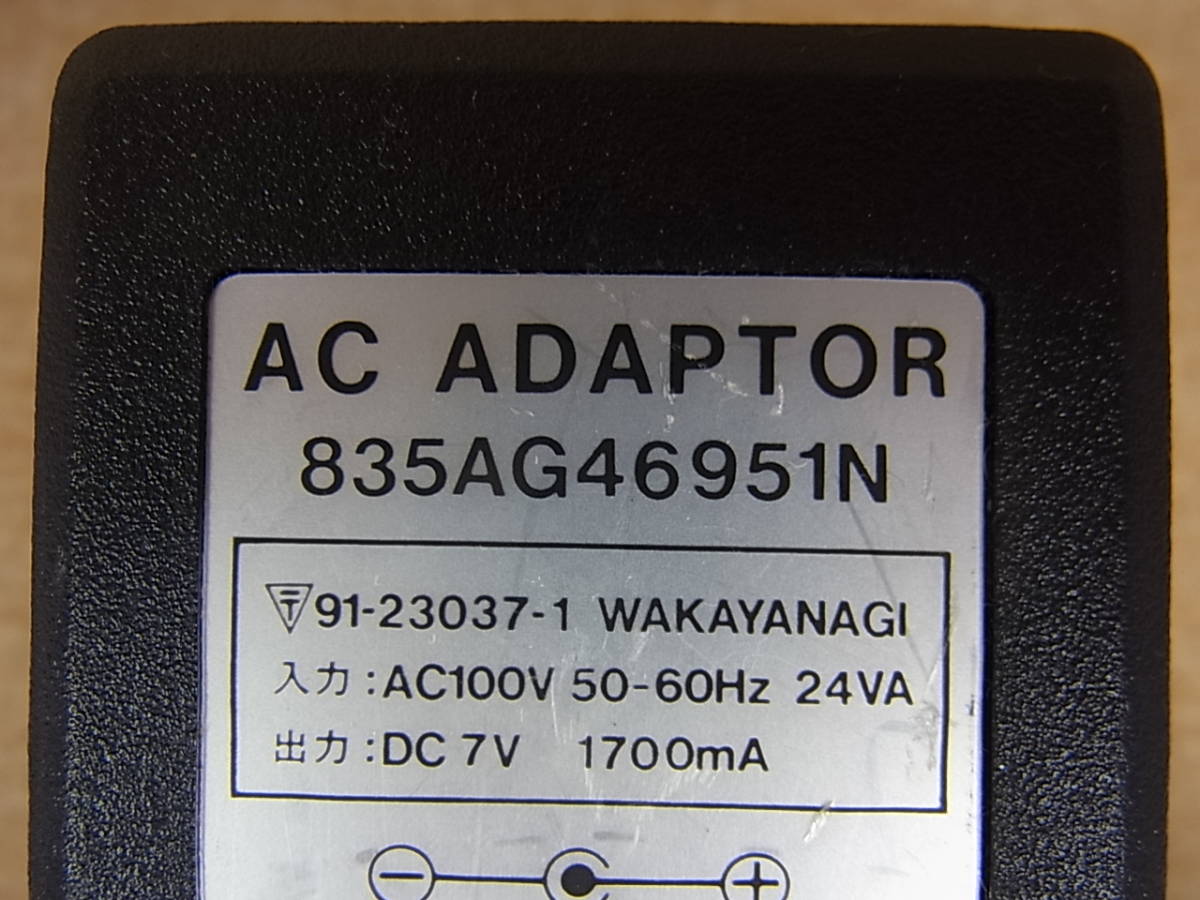 AC ADAPTOR
835AG46951N
〒91-23037-1 WAKAYANAGI
入力:AC100V 50-60Hz 24VA
出力:DC 7V 1700mA